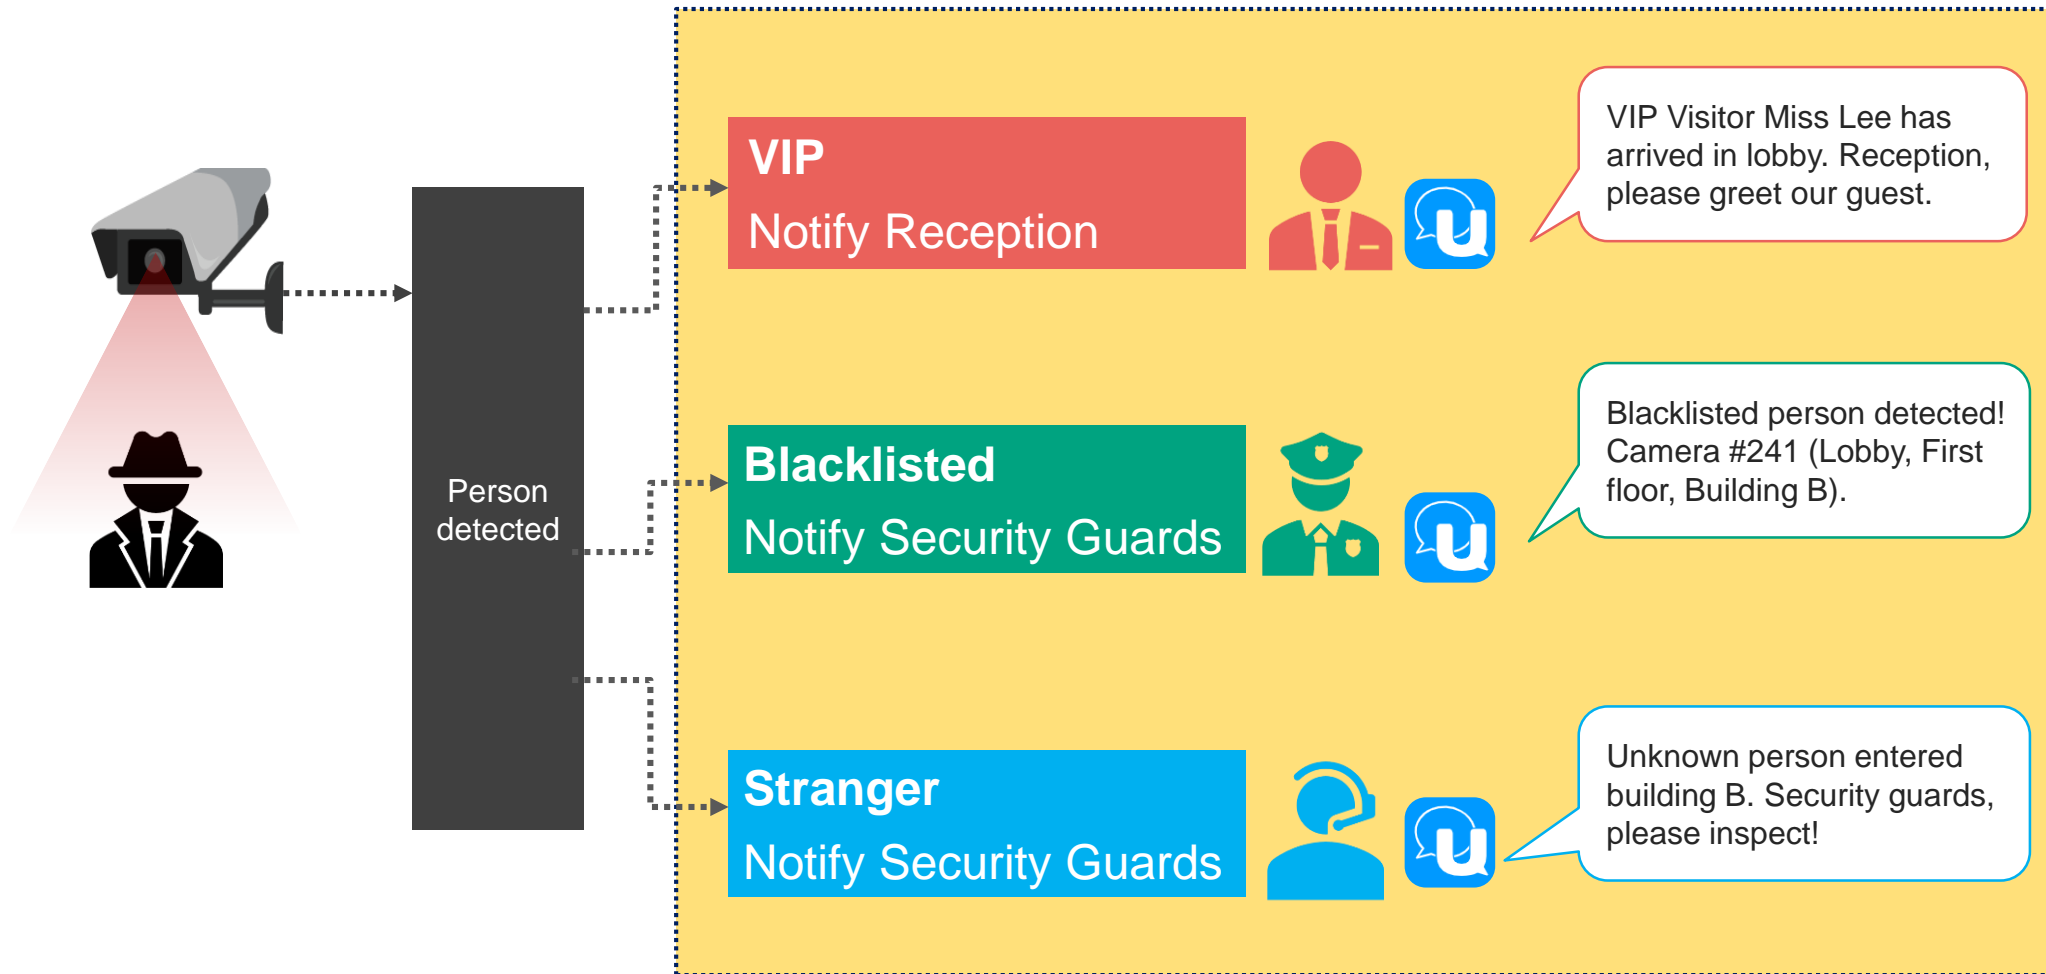 Person
detected
VIP
Notify Reception
VIP Visitor Miss Lee has
arrived in lobby. Reception,
please greet our guest.
Blacklisted
Notify Security Guards
Blacklisted person detected!
Camera #241 (Lobby, First
floor, Building B).
Stranger
Notify Security Guards
Unknown person entered
building B. Security guards,
please inspect!
U
U
U